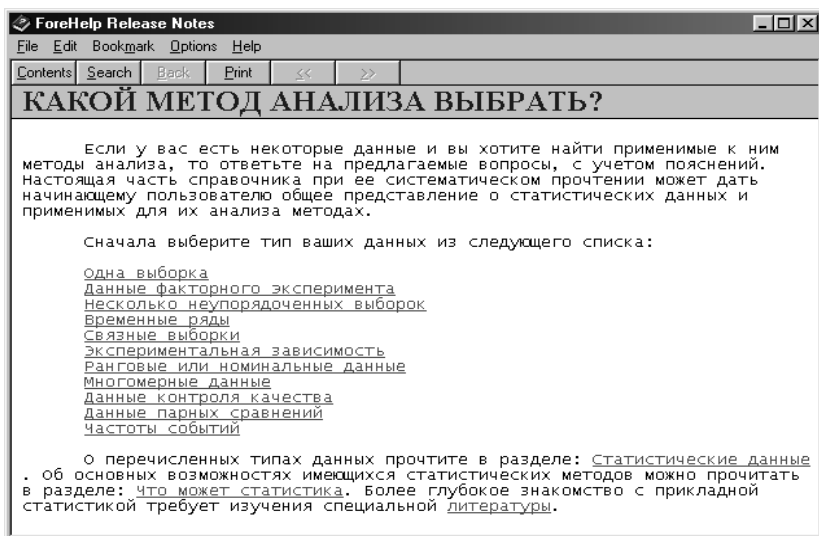 ForeHelp Release Notes
File Edit Bookmark Options Help
Contents Search Back Print << >>
КАКОЙ МЕТОД АНАЛИЗА ВЫБРАТЬ?
Если у вас есть некоторые данные и вы хотите найти применимые к ним
методы анализа, то ответьте на предлагаемые вопросы, с учетом пояснений.
Настоящая часть справочника при ее систематическом прочтении может дать
начинающему пользователю общее представление о статистических данных и
применимых для их анализа методах.
Сначала выберите тип ваших данных из следующего списка:
Одна выборка
Данные факторного эксперимента
Несколько неупорядоченных выборок
Временные ряды
Связные выборки
Экспериментальная зависимость
Ранговые или номинальные данные
Многомерные данные
Данные контроля качества
Данные парных сравнений
Частоты событий
О перечисленных типах данных прочтите в разделе: Статистические данные
. Об основных возможностях имеющихся статистических методов можно прочитать
в разделе: Что может статистика. Более глубокое знакомство с прикладной
статистикой требует изучения специальной литературы.